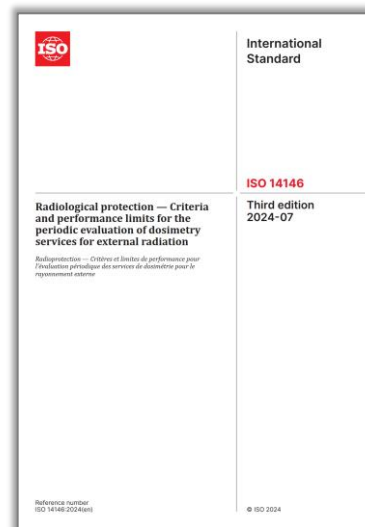 ISO
International
Standard
ISO 14146
Radiological protection — Criteria
and performance limits for the
periodic evaluation of dosimetry
services for external radiation
Radioprotection — Critères et limites de performance pour
l'évaluation périodique des services de dosimétrie pour le
rayonnement externe
Third edition
2024-07
Reference number
ISO 14146:2024(en)
© ISO 2024